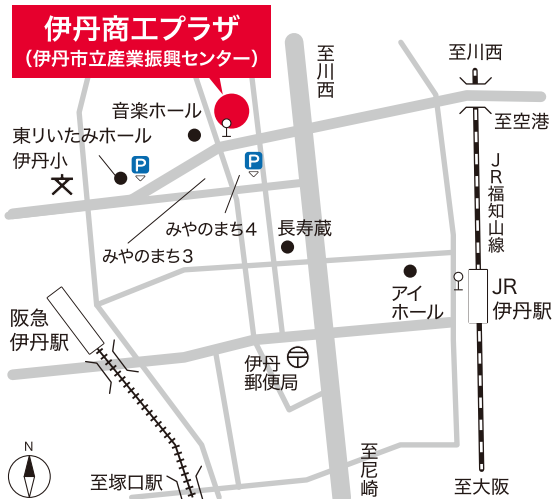 伊丹商工プラザ
（伊丹市立産業振興センター）
至川西
至川西
音楽ホール
至空港
東リいたみホール
伊丹小
P
P
JR福知山線
みやのまち4
みやのまち3
長寿蔵
アイ
ホール
JR
伊丹駅
阪急
伊丹駅
伊丹
郵便局
N
至塚口駅
至尼崎
至大阪